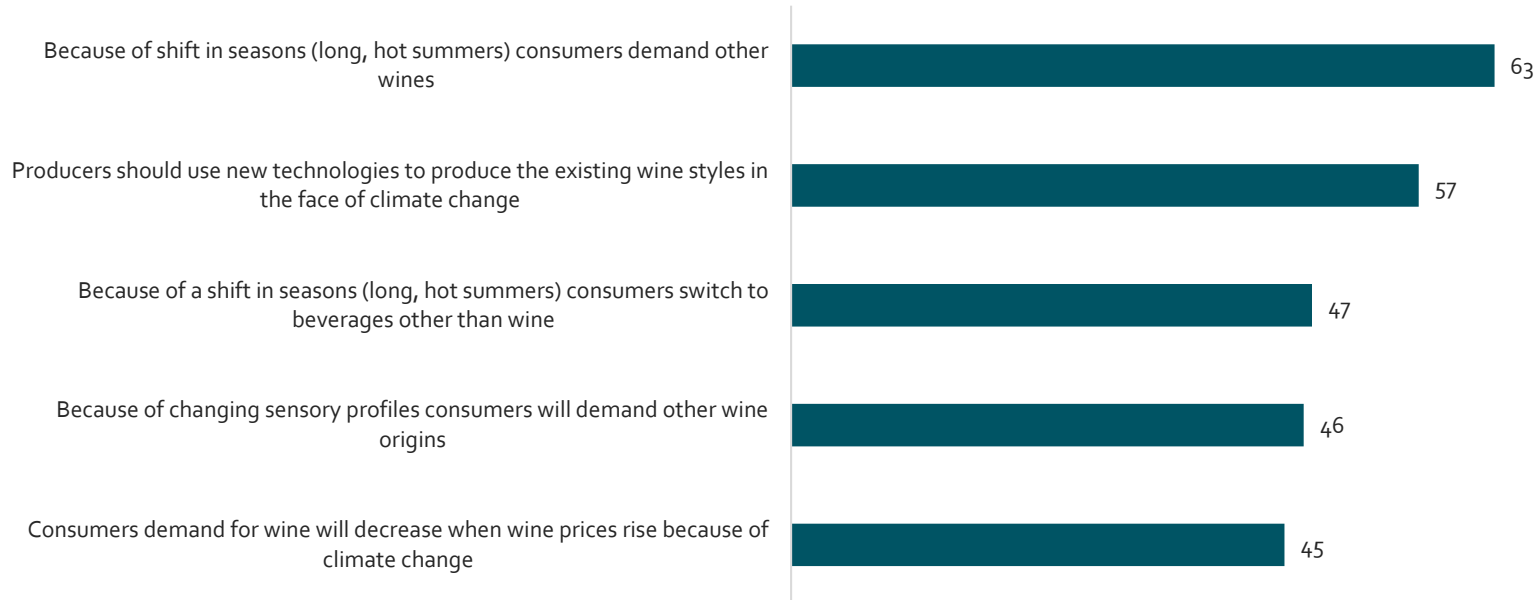 Because of shift in seasons (long, hot summers) consumers demand other
wines
63
Producers should use new technologies to produce the existing wine styles in
the face of climate change
57
Because of a shift in seasons (long, hot summers) consumers switch to
beverages other than wine
47
Because of changing sensory profiles consumers will demand other wine
origins
46
Consumers demand for wine will decrease when wine prices rise because of
climate change
45